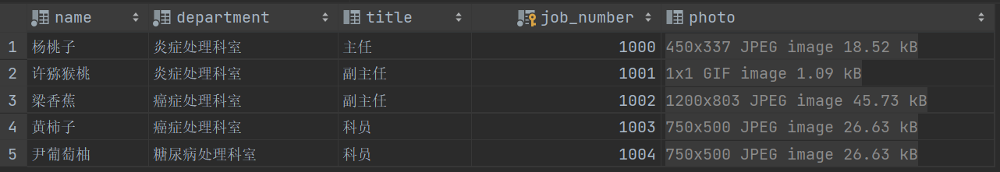 name department title job_number photo
1 杨桃子 炎症处理科室 主任 1000 450x337 JPEG image 18.52 kB
2 许猕猴桃 炎症处理科室 副主任 1001 1x1 GIF image 1.09 kB
3 梁香蕉 癌症处理科室 副主任 1002 1200x803 JPEG image 45.73 kB
4 黄柿子 癌症处理科室 科员 1003 750x500 JPEG image 26.63 kB
5 尹葡萄柚 糖尿病处理科室 科员 1004 750x500 JPEG image 26.63 kB